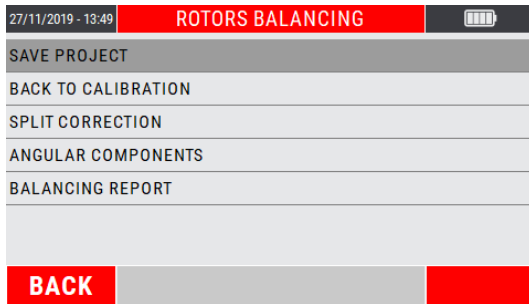 27/11/2019 - 13:49 ROTORS BALANCING
SAVE PROJECT
BACK TO CALIBRATION
SPLIT CORRECTION
ANGULAR COMPONENTS
BALANCING REPORT
BACK